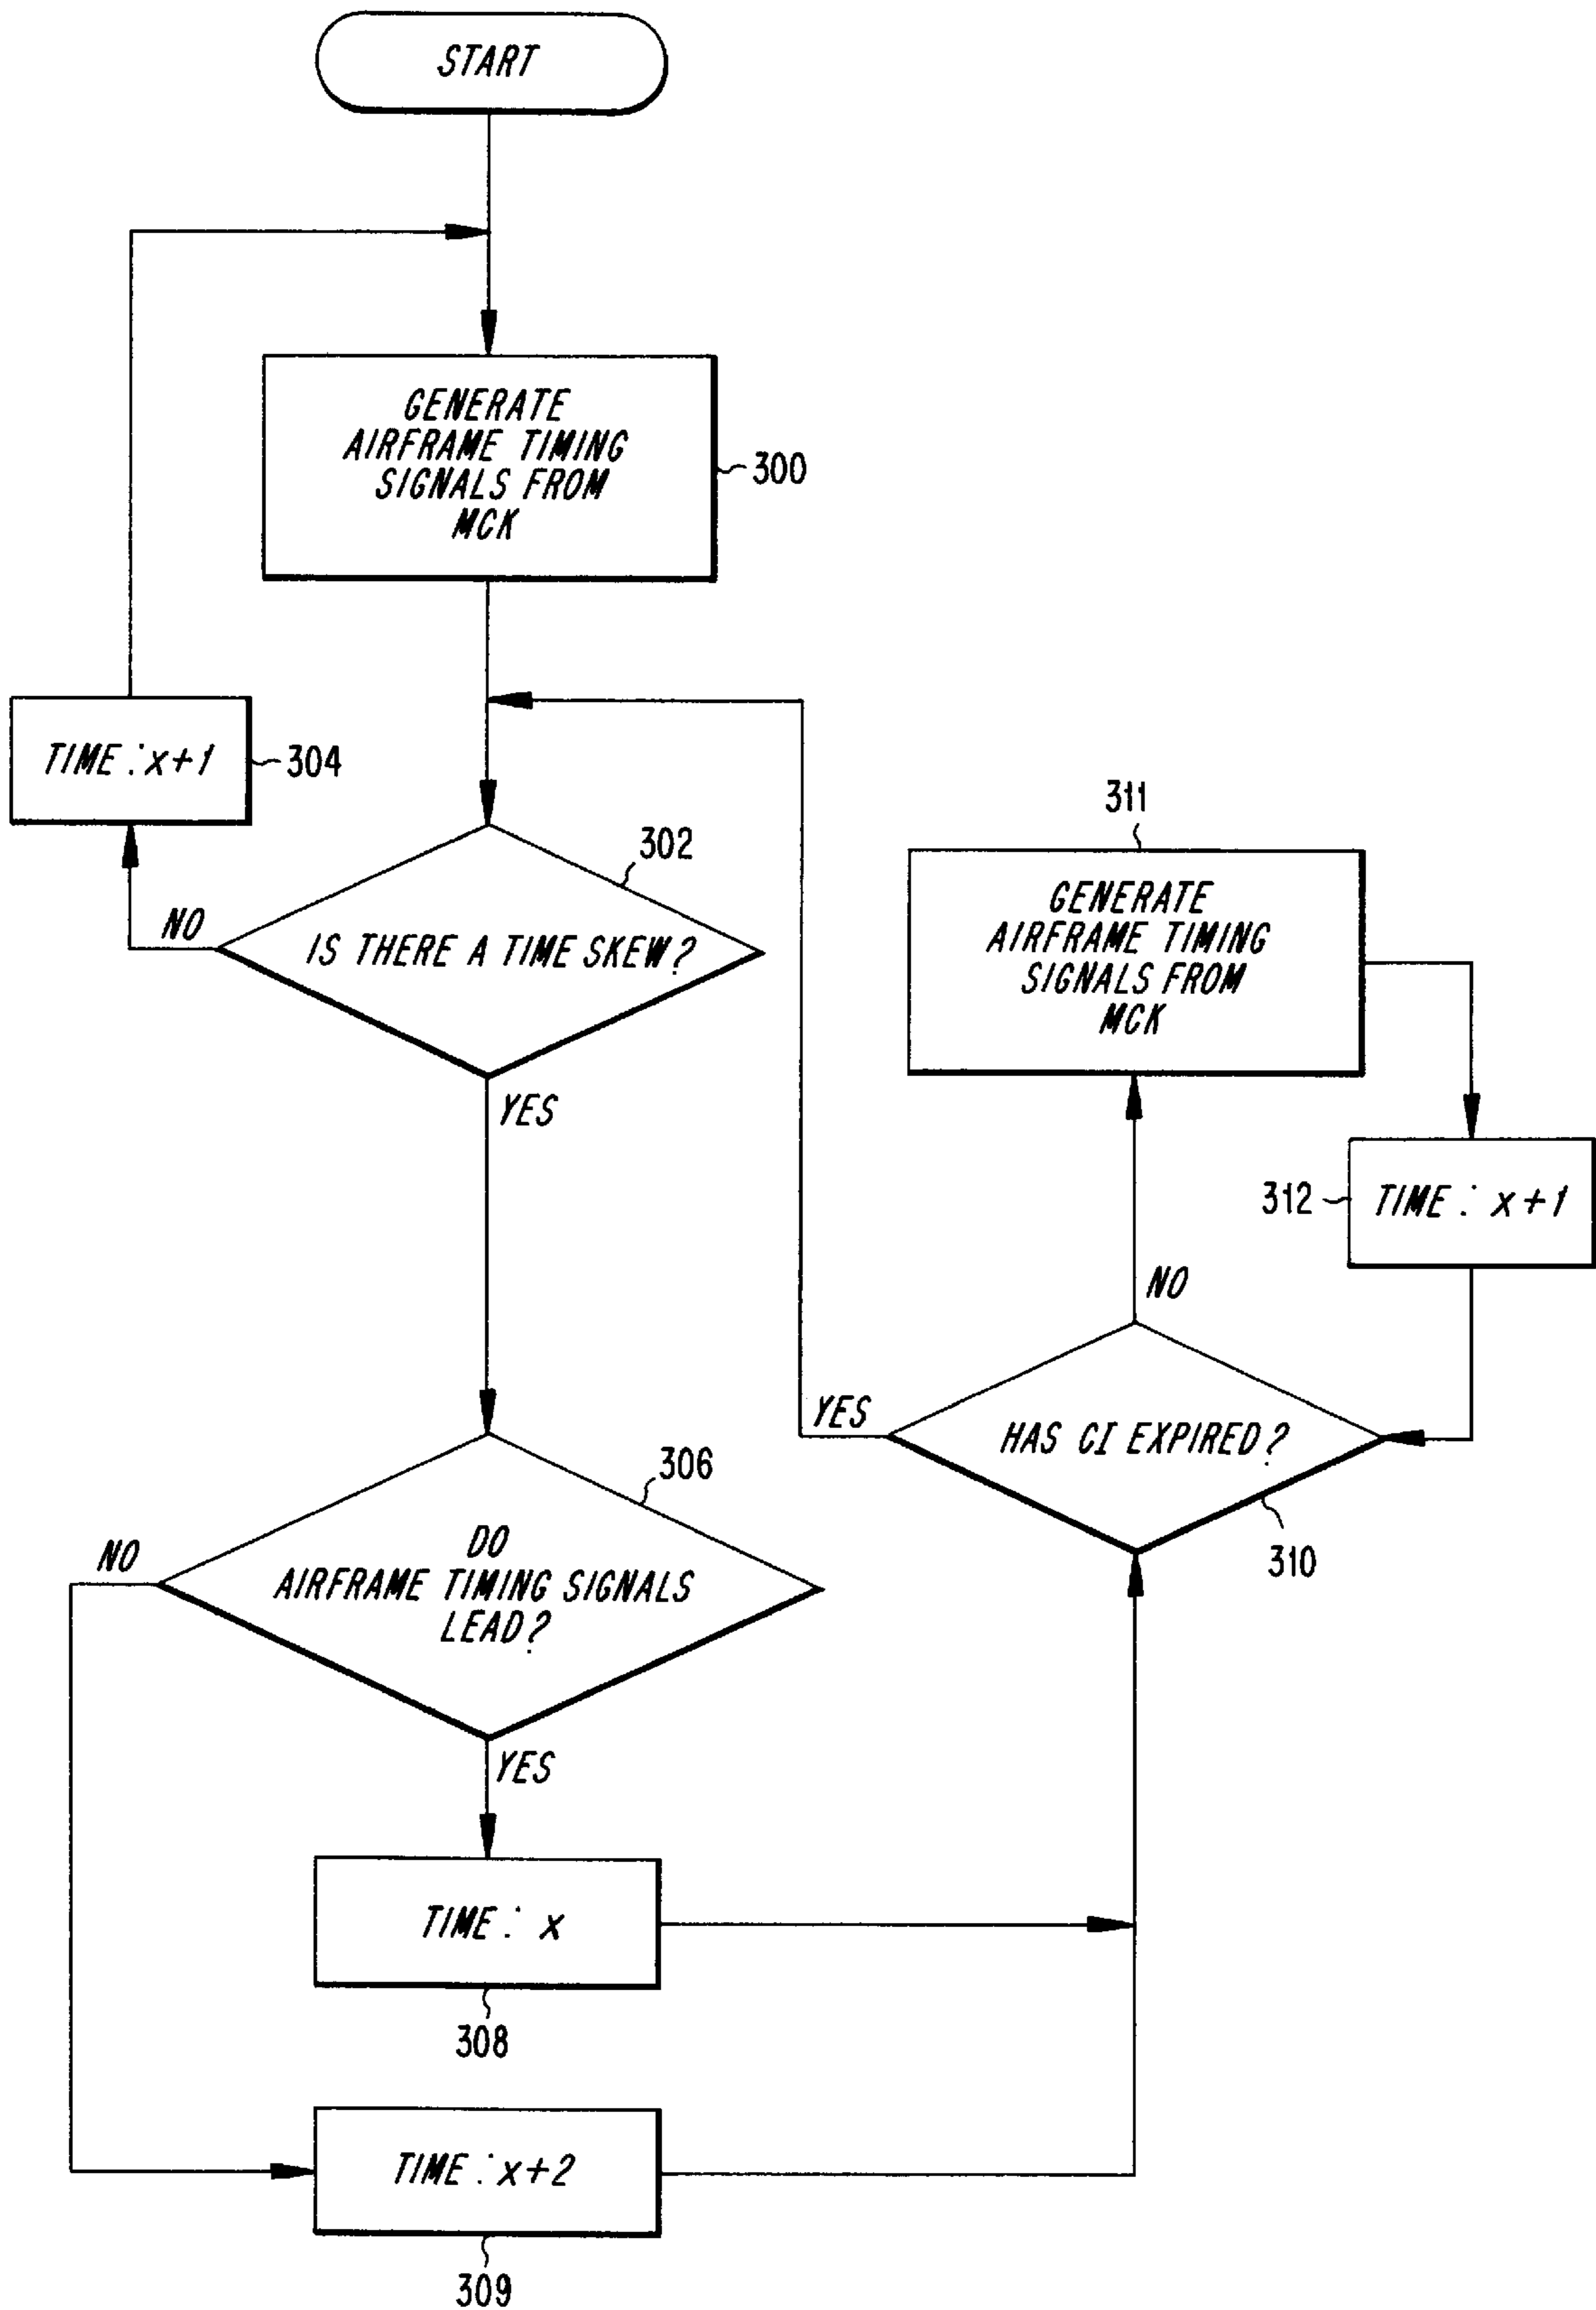 START
GENERATE
AIRFRAME TIMING
SIGNALS FROM
MCK
300
TIME : x+1
304
302
IS THERE A TIME SKEW?
NO
YES
311
GENERATE
AIRFRAME TIMING
SIGNALS FROM
MCK
312
TIME : x+1
NO
YES
HAS CI EXPIRED?
310
306
NO
DO
AIRFRAME TIMING SIGNALS
LEAD?
YES
TIME : x
308
TIME : x+2
309